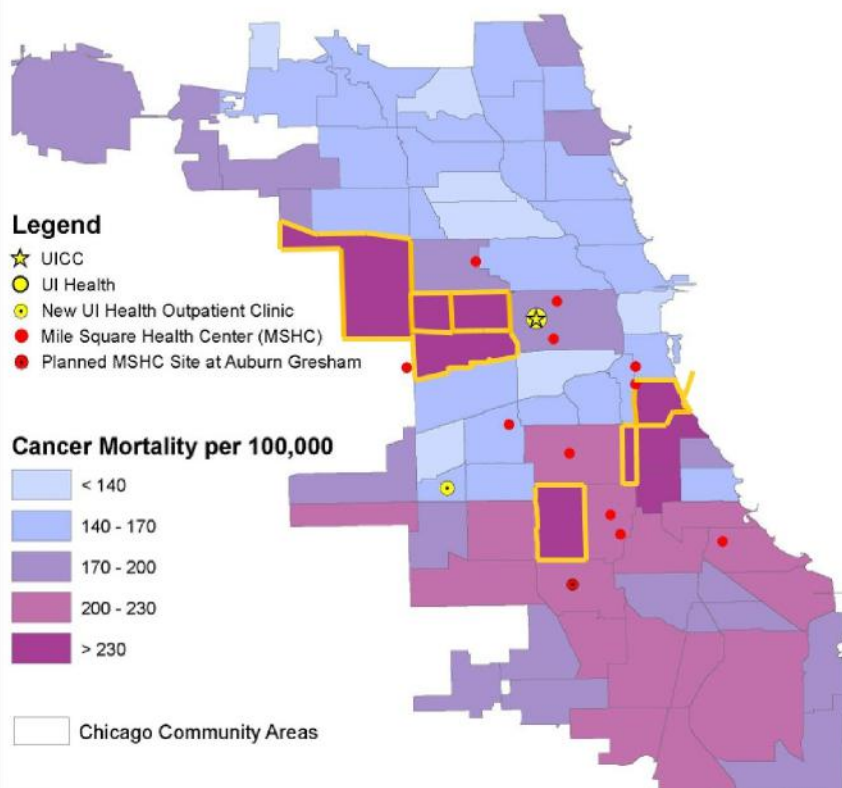 Legend
UICC
UI Health
New UI Health Outpatient Clinic
Mile Square Health Center (MSHC)
Planned MSHC Site at Auburn Gresham
Cancer Mortality per 100,000
< 140
140 - 170
170 - 200
200 - 230
> 230
Chicago Community Areas